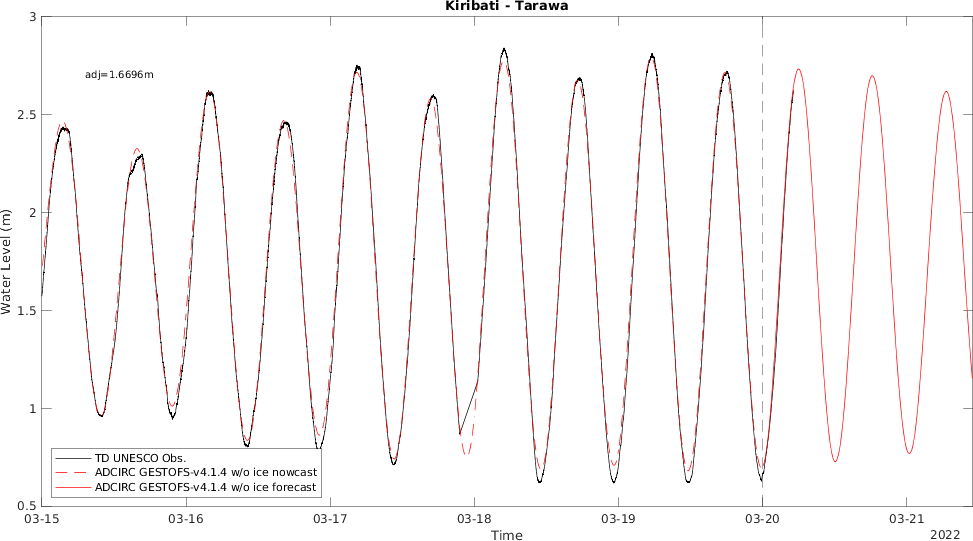 Kiribati - Tarawa
adj=1.6696m
3
2.5
2
1.5
1
0.5
Water Level (m)
TD UNESCO Obs.
ADCIRC GESTOFS-v4.1.4 w/o ice nowcast
ADCIRC GESTOFS-v4.1.4 w/o ice forecast
03-15 03-16 03-17 03-18 03-19 03-20 03-21
Time
2022